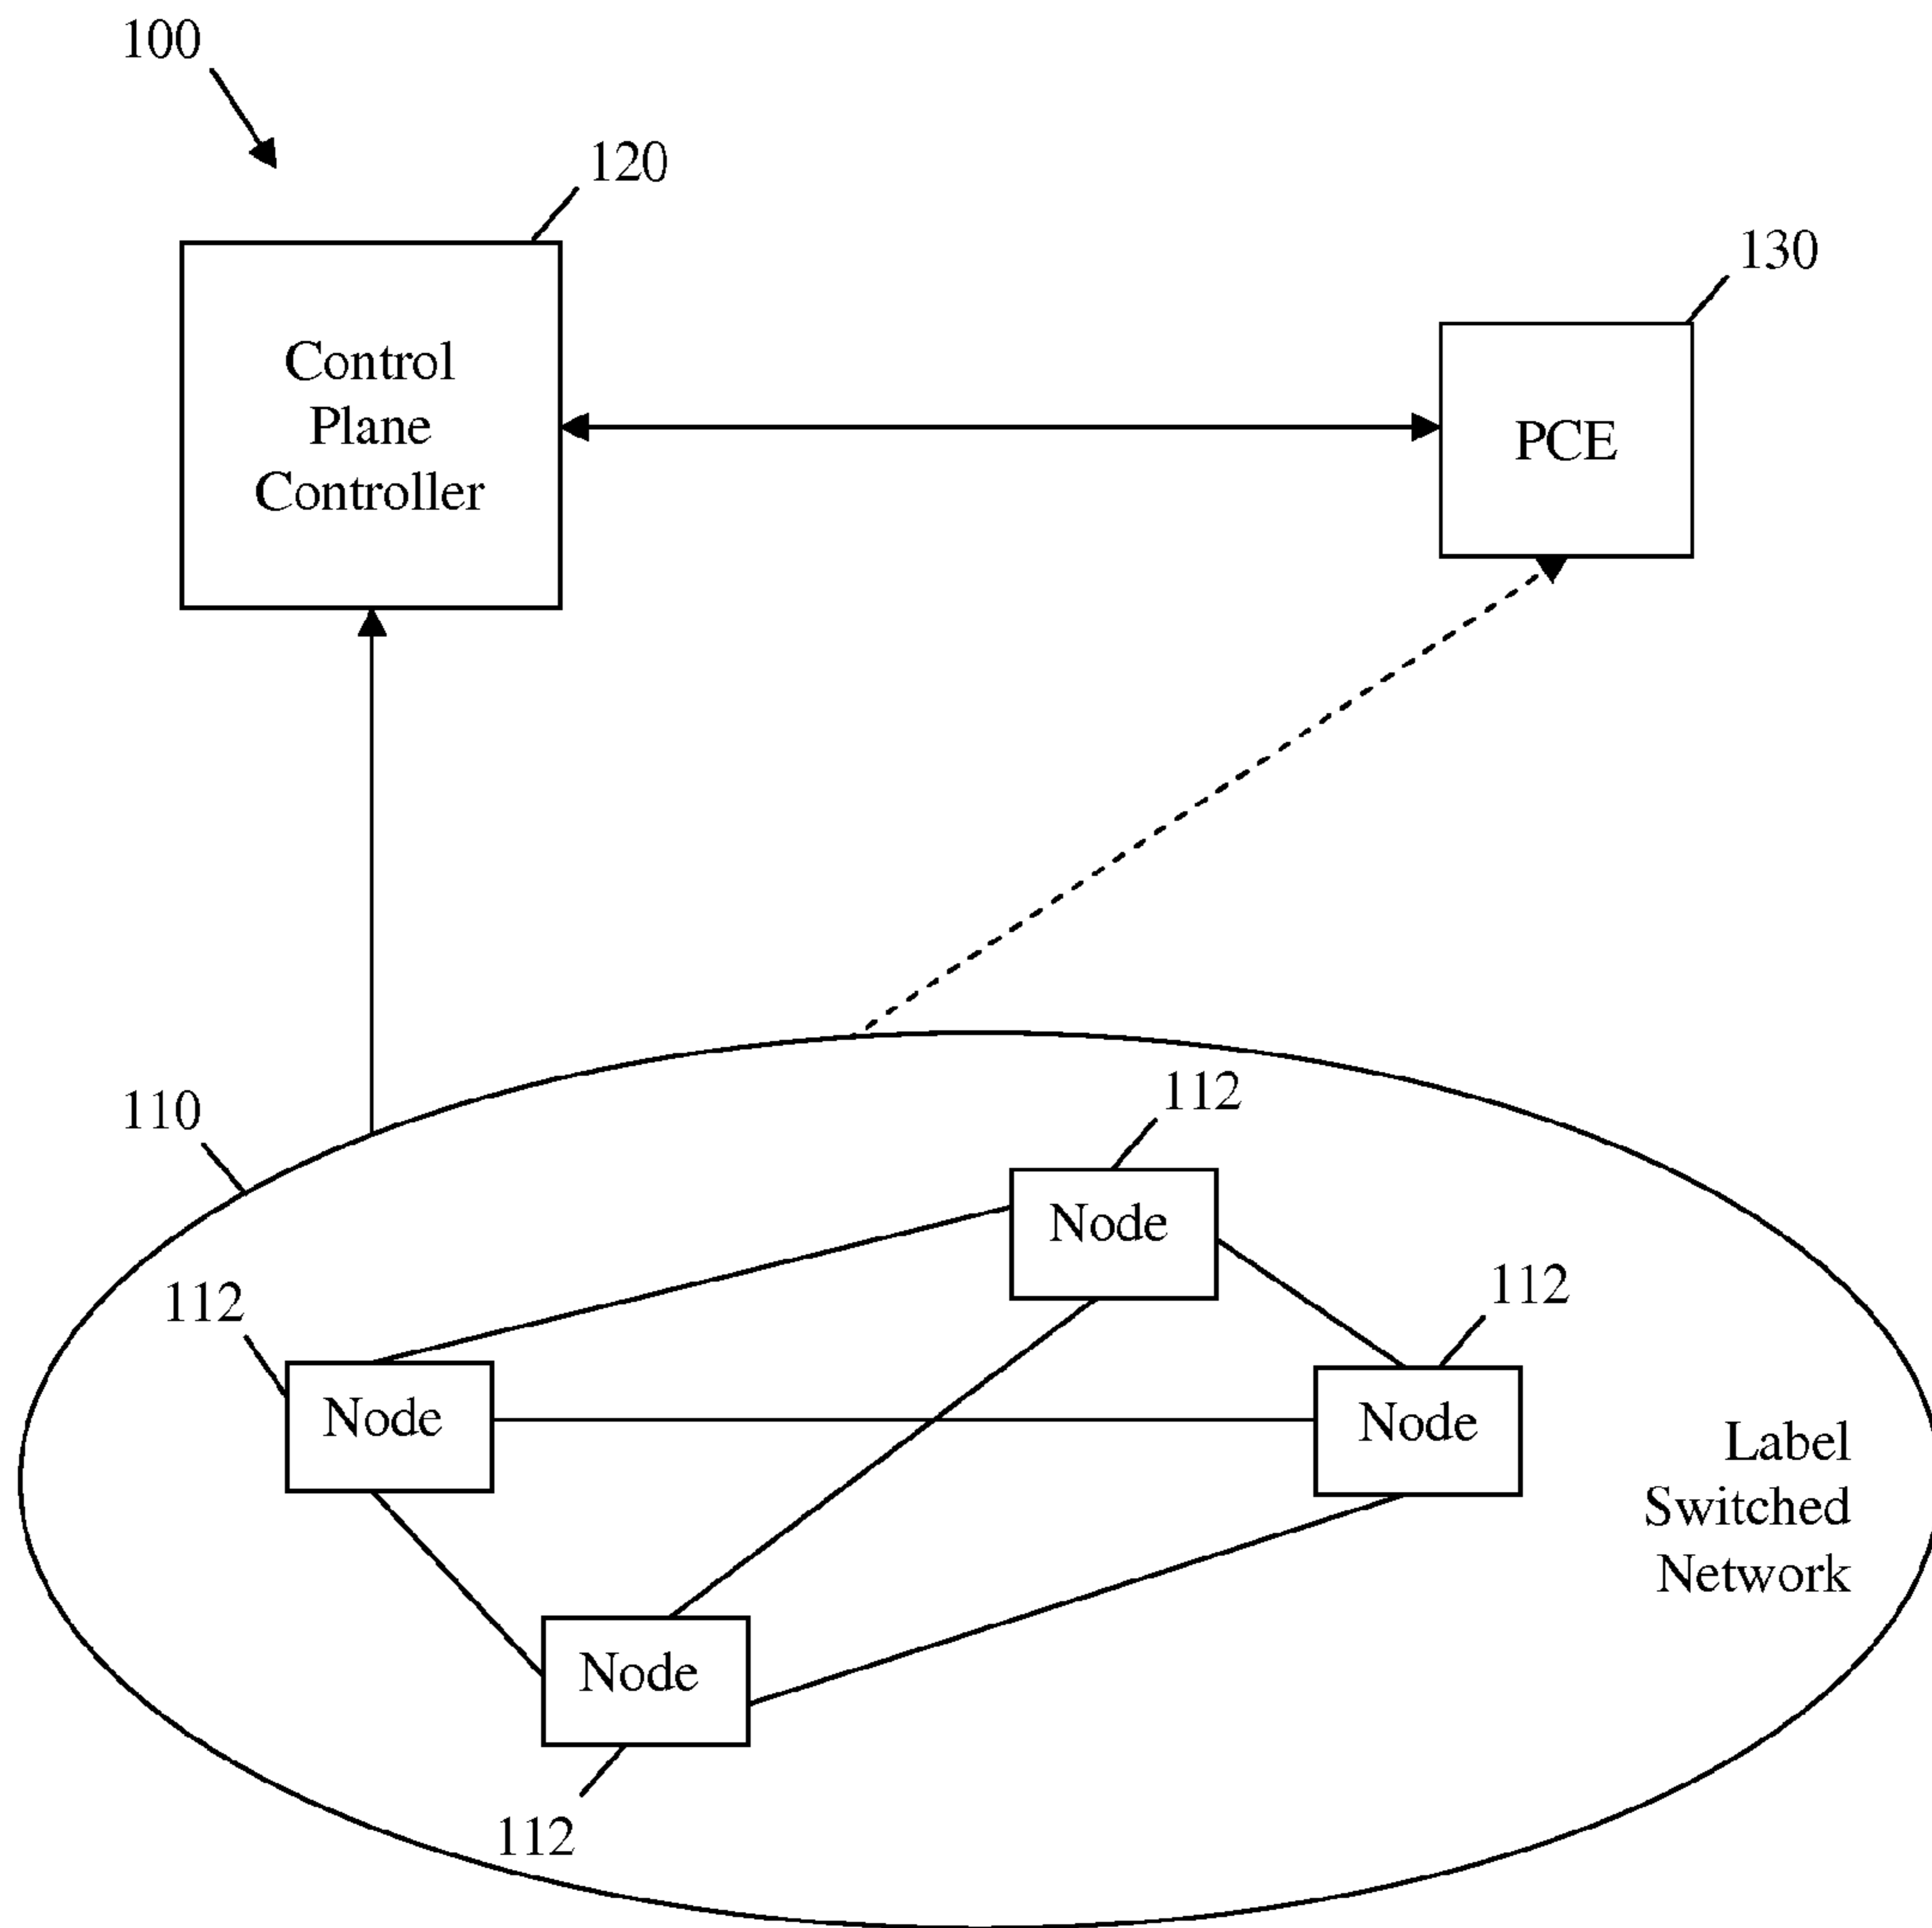 100
120
130
Control
Plane
Controller
PCE
110
112
Node
112
112
Node
Node
Label
Switched
Network
Node
112